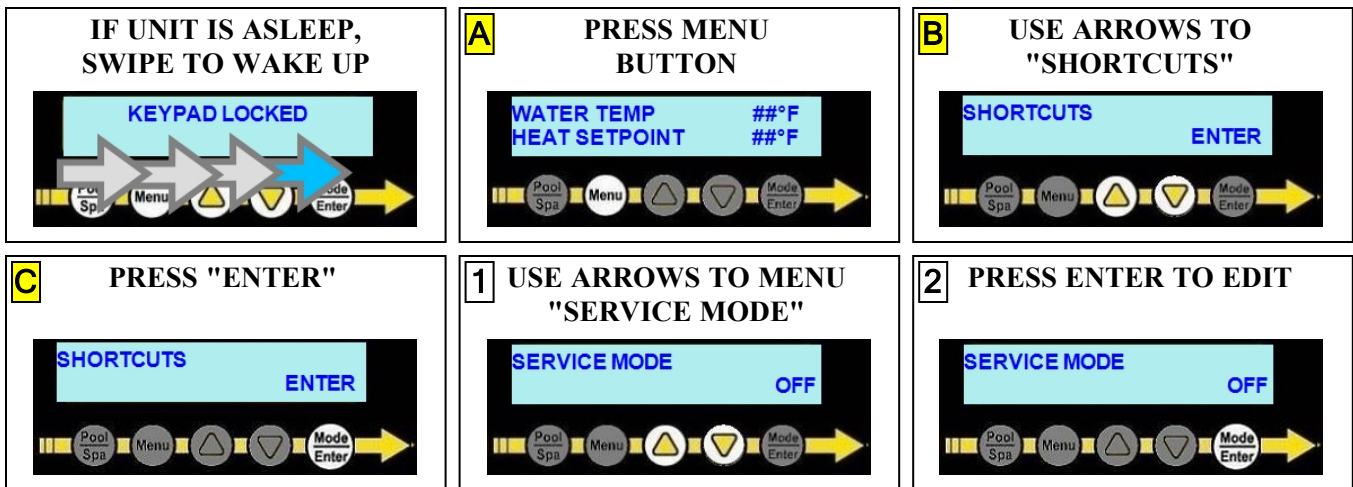 IF UNIT IS ASLEEP,
SWIPE TO WAKE UP
KEYPAD LOCKED
Pool
Spa
Menu
Mode
Enter
A
PRESS MENU
BUTTON
WATER TEMP ##°F
HEAT SETPOINT ##°F
Pool
Spa
Menu
Mode
Enter
B
USE ARROWS TO
"SHORTCUTS"
SHORTCUTS
ENTER
Pool
Spa
Menu
Mode
Enter
C
PRESS "ENTER"
SHORTCUTS
ENTER
Pool
Spa
Menu
Mode
Enter
1
USE ARROWS TO MENU
"SERVICE MODE"
SERVICE MODE
OFF
Pool
Spa
Menu
Mode
Enter
2
PRESS ENTER TO EDIT
SERVICE MODE
OFF
Pool
Spa
Menu
Mode
Enter